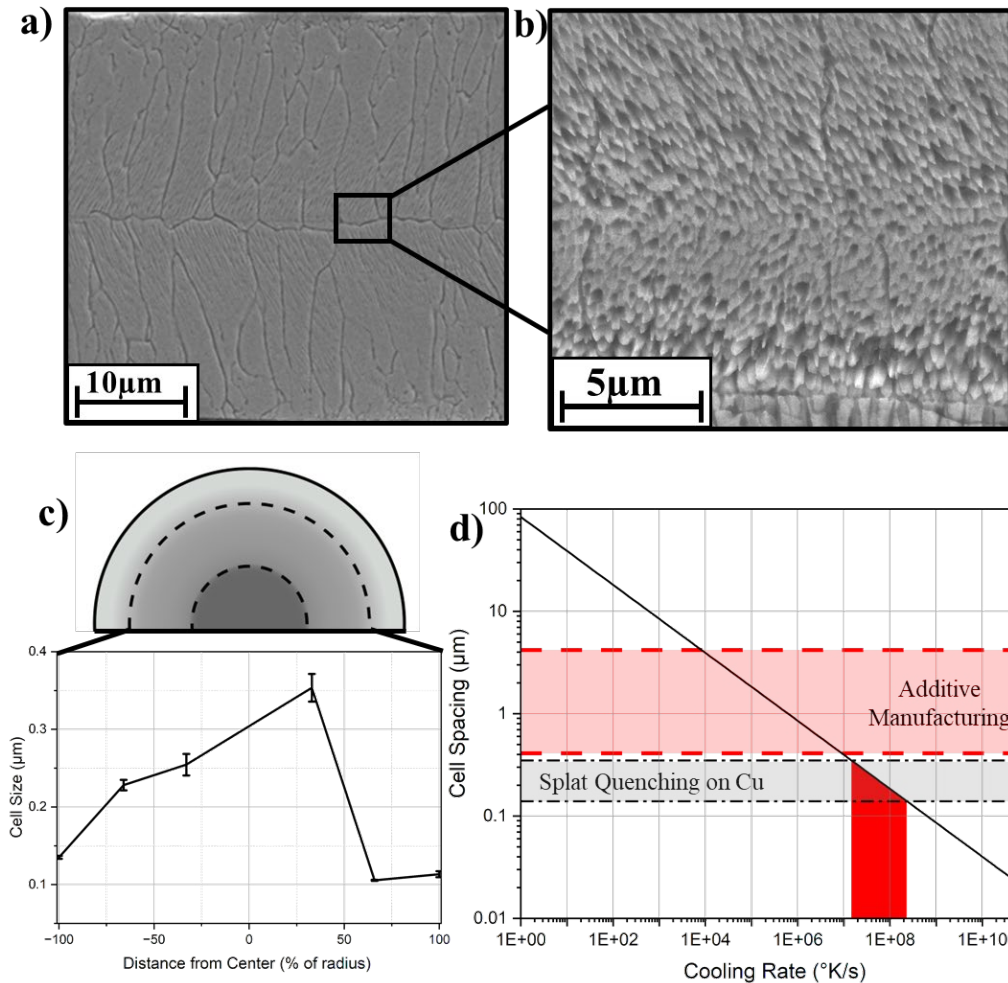 a)
b)
10µm
5µm
c)
0.4
0.3
0.2
0.1
Cell Size (µm)
−100
−50
0
50
100
Distance from Center (% of radius)
d)
100
10
1
0.1
0.01
Cell Spacing (µm)
Additive
Manufacturing
Splat Quenching on Cu
1E+00
1E+02
1E+04
1E+06
1E+08
1E+10
Cooling Rate (°K/s)